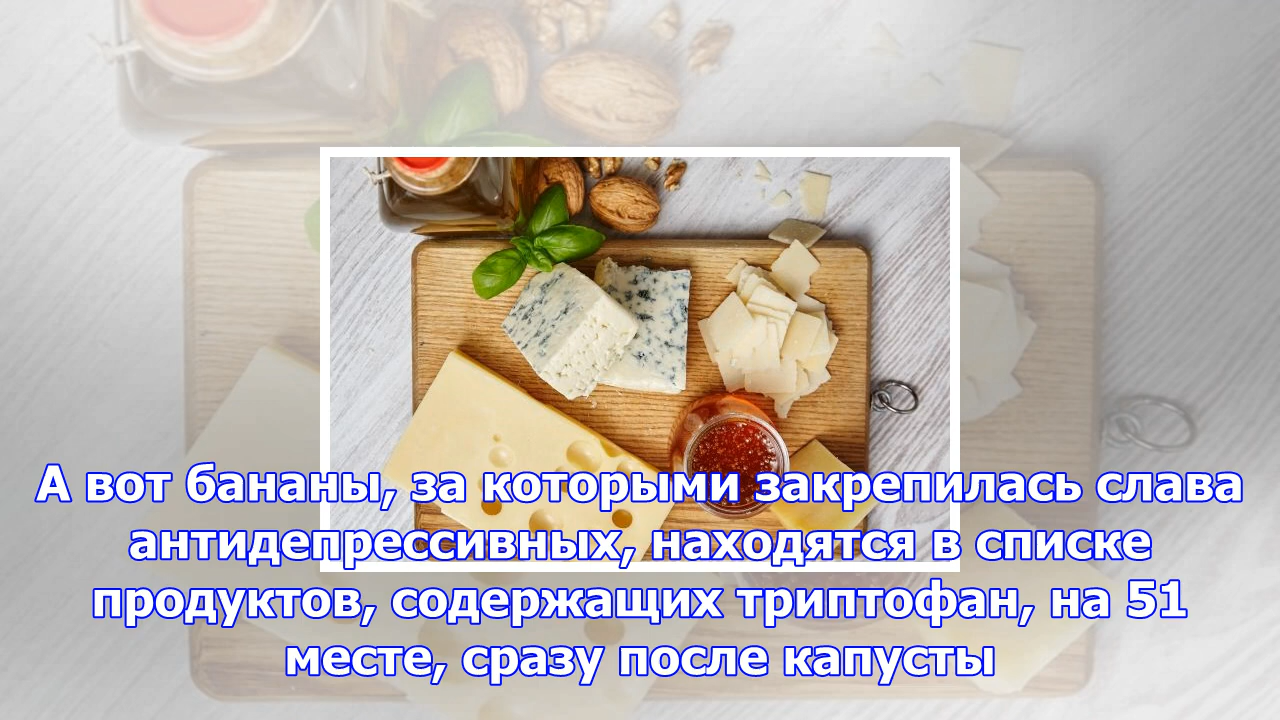 А вот бананы, за которыми закрепилась слава
антидепрессивных, находятся в списке
продуктов, содержащих триптофан, на 51
месте, сразу после капусты